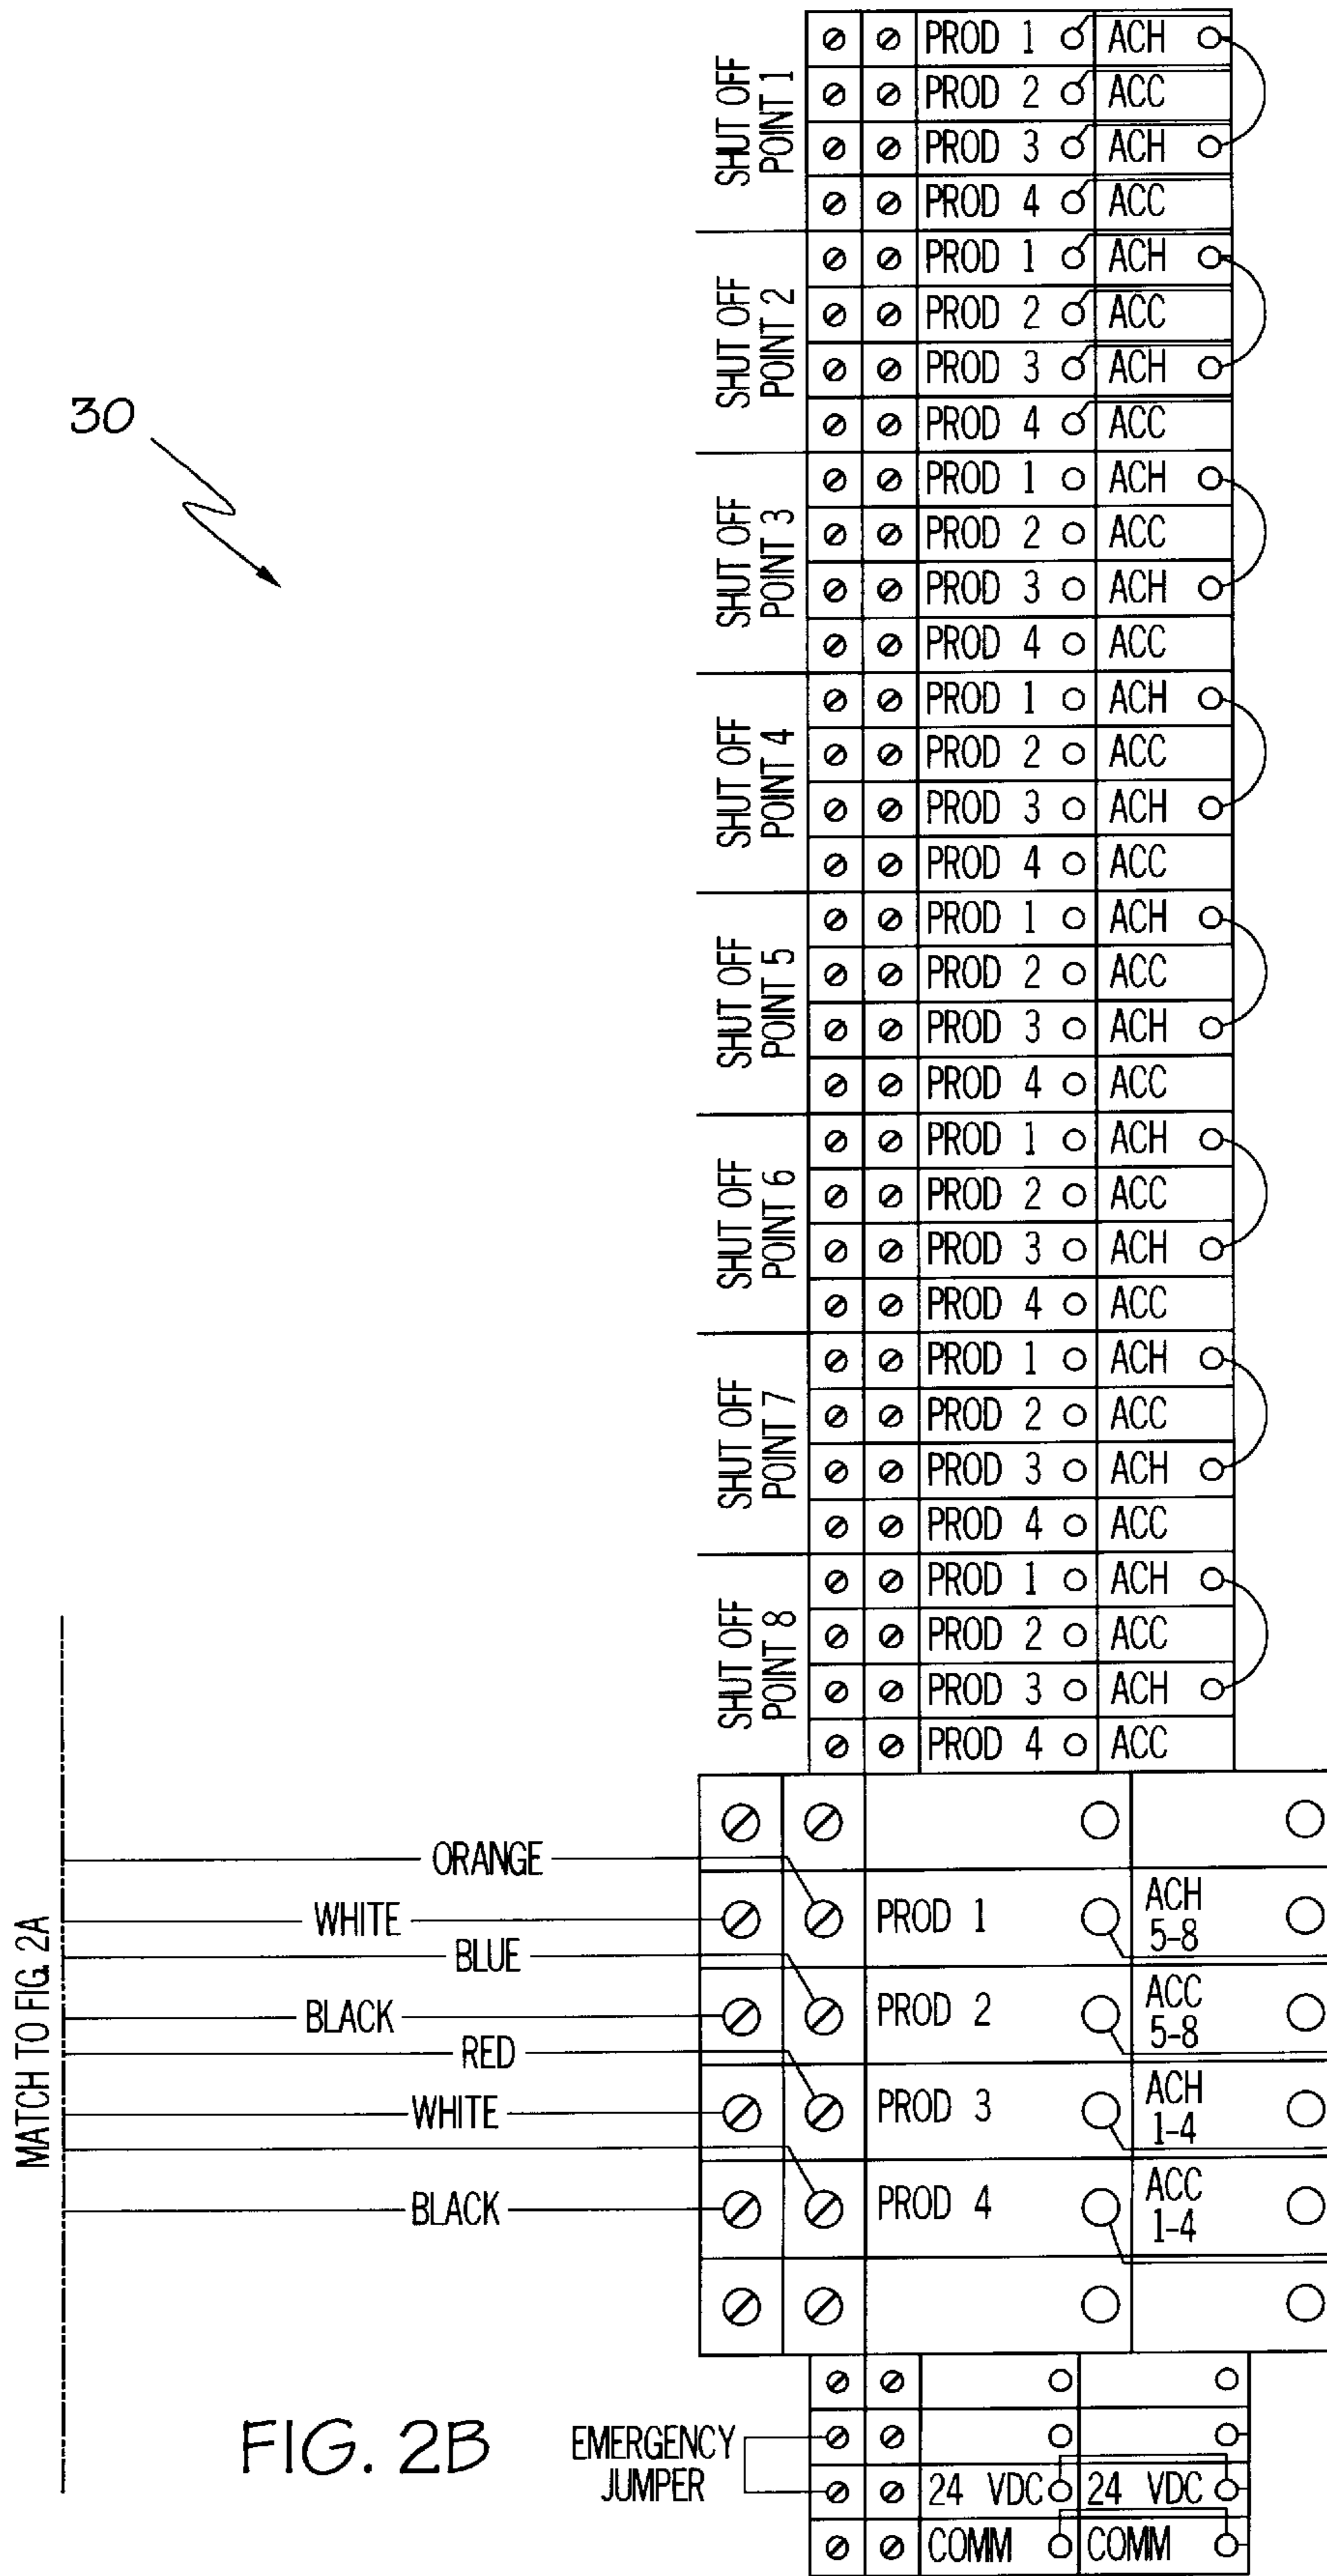 30
SHUT OFF
POINT 1
PROD 1 ACH
PROD 2 ACC
PROD 3 ACH
PROD 4 ACC
SHUT OFF
POINT 2
PROD 1 ACH
PROD 2 ACC
PROD 3 ACH
PROD 4 ACC
SHUT OFF
POINT 3
PROD 1 ACH
PROD 2 ACC
PROD 3 ACH
PROD 4 ACC
SHUT OFF
POINT 4
PROD 1 ACH
PROD 2 ACC
PROD 3 ACH
PROD 4 ACC
SHUT OFF
POINT 5
PROD 1 ACH
PROD 2 ACC
PROD 3 ACH
PROD 4 ACC
SHUT OFF
POINT 6
PROD 1 ACH
PROD 2 ACC
PROD 3 ACH
PROD 4 ACC
SHUT OFF
POINT 7
PROD 1 ACH
PROD 2 ACC
PROD 3 ACH
PROD 4 ACC
SHUT OFF
POINT 8
PROD 1 ACH
PROD 2 ACC
PROD 3 ACH
PROD 4 ACC
MATCH TO FIG. 2A
ORANGE
WHITE
BLUE
BLACK
RED
WHITE
BLACK
PROD 1
ACH
5-8
PROD 2
ACC
5-8
PROD 3
ACH
1-4
PROD 4
ACC
1-4
EMERGENCY
JUMPER
24 VDC 24 VDC
COMM COMM
FIG. 2B